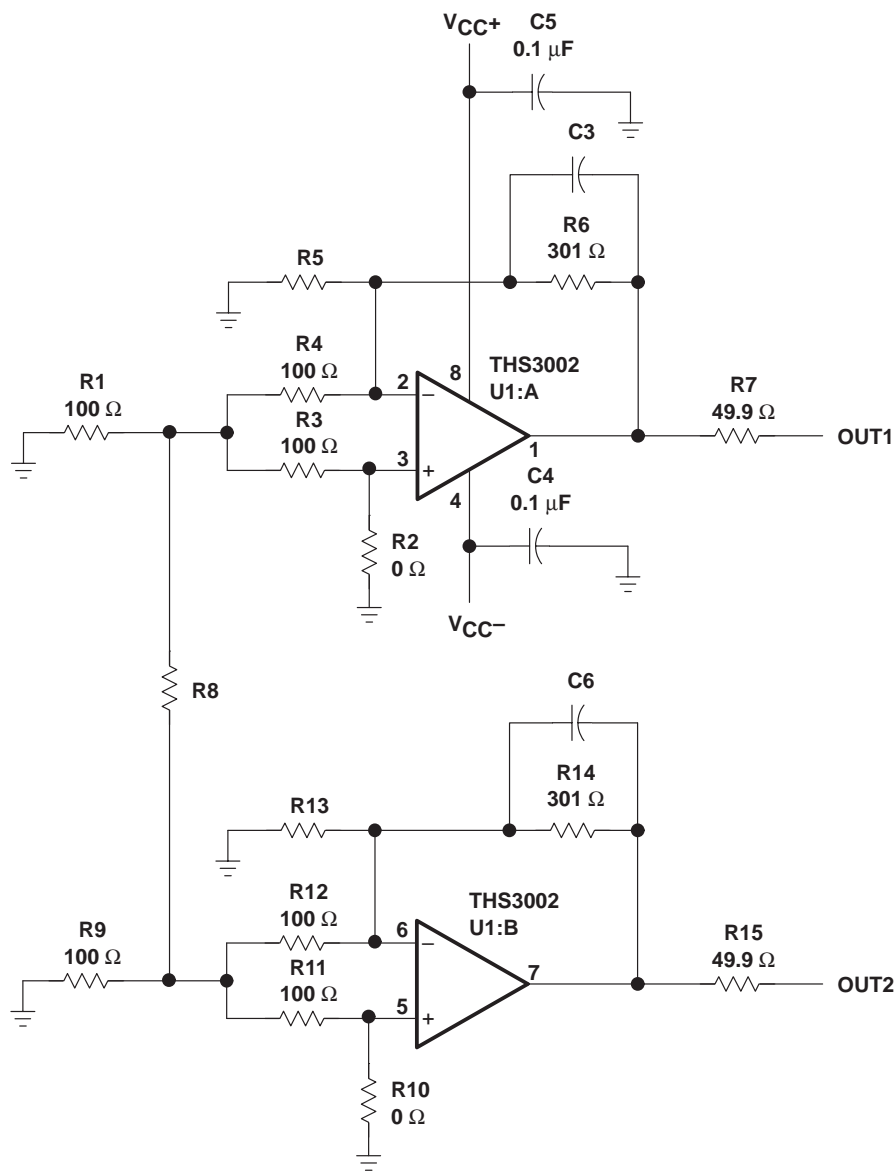 VCC+
C5
0.1 μF
C3
R6
301 Ω
R5
R4
100 Ω
THS3002
U1:A
8
2
−
R1
100 Ω
R3
100 Ω
3
+
1
R7
49.9 Ω
OUT1
4
C4
0.1 μF
R2
0 Ω
VCC−
R8
C6
R14
301 Ω
R13
R12
100 Ω
THS3002
U1:B
6
−
R9
100 Ω
R11
100 Ω
5
+
7
R15
49.9 Ω
OUT2
R10
0 Ω